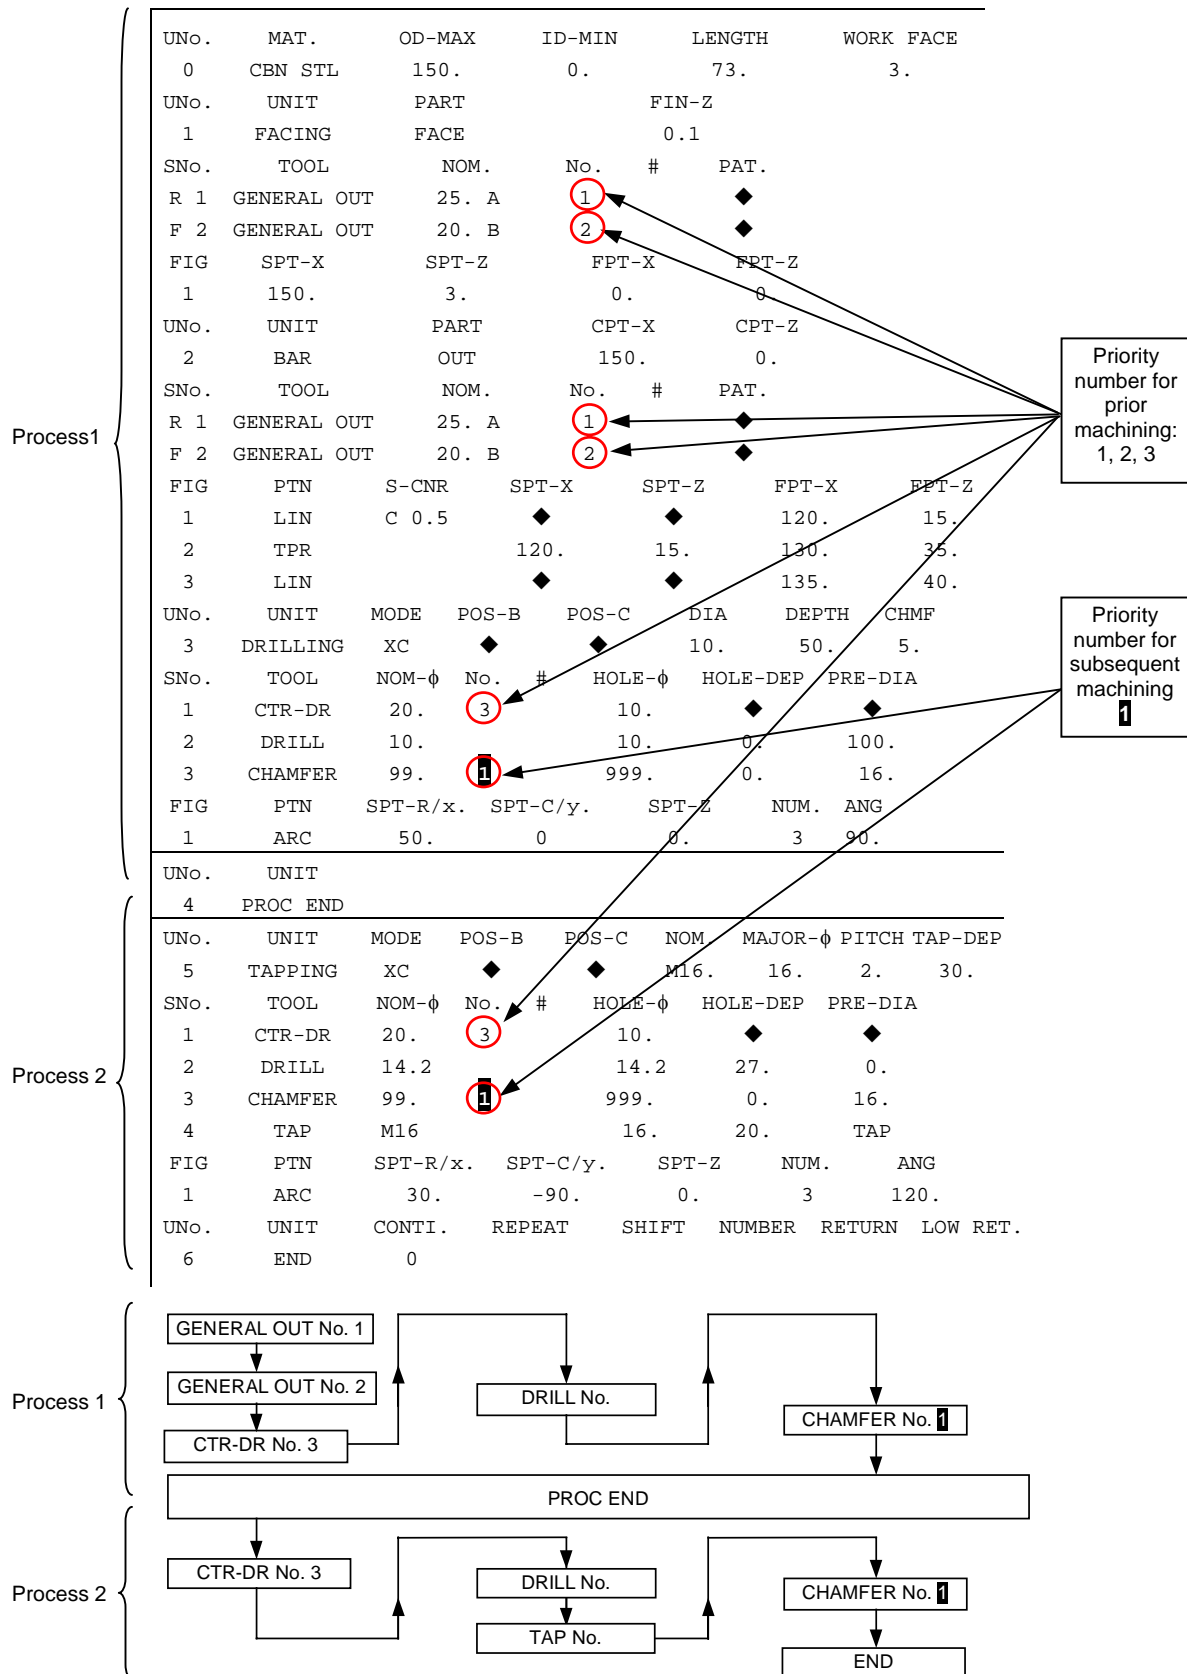 UNo. MAT. OD-MAX ID-MIN LENGTH WORK FACE
0 CBN STL 150. 0. 73. 3.
UNo. UNIT PART FIN-Z
1 FACING FACE 0.1
SNo. TOOL NOM. No. # PAT.
R 1 GENERAL OUT 25. A 1 ◆
F 2 GENERAL OUT 20. B 2 ◆
FIG SPT-X SPT-Z FPT-X FPT-Z
1 150. 3. 0. 0.
UNo. UNIT PART CPT-X CPT-Z
2 BAR OUT 150. 0.
SNo. TOOL NOM. No. # PAT.
R 1 GENERAL OUT 25. A 1 ◆
F 2 GENERAL OUT 20. B 2 ◆
FIG PTN S-CNR SPT-X SPT-Z FPT-X FPT-Z
1 LIN C 0.5 ◆ ◆ 120. 15.
2 TPR 120. 15. 130. 35.
3 LIN ◆ ◆ 135. 40.
UNo. UNIT MODE POS-B POS-C DIA DEPTH CHMF
3 DRILLING XC ◆ ◆ 10. 50. 5.
SNo. TOOL NOM-ϕ No. # HOLE-ϕ HOLE-DEP PRE-DIA
1 CTR-DR 20. 3 10. ◆ ◆
2 DRILL 10. 10. 0. 100.
3 CHAMFER 99. 1 999. 0. 16.
FIG PTN SPT-R/x. SPT-C/y. SPT-Z NUM. ANG
1 ARC 50. 0 0. 3 90.
UNo. UNIT
4 PROC END
UNo. UNIT MODE POS-B POS-C NOM. MAJOR-ϕ PITCH TAP-DEP
5 TAPPING XC ◆ ◆ M16. 16. 2. 30.
SNo. TOOL NOM-ϕ No. # HOLE-ϕ HOLE-DEP PRE-DIA
1 CTR-DR 20. 3 10. ◆ ◆
2 DRILL 14.2 14.2 27. 0.
3 CHAMFER 99. 1 999. 0. 16.
4 TAP M16 16. 20. TAP
FIG PTN SPT-R/x. SPT-C/y. SPT-Z NUM. ANG
1 ARC 30. -90. 0. 3 120.
UNo. UNIT CONTI. REPEAT SHIFT NUMBER RETURN LOW RET.
6 END 0
Process1
Process 2
Priority
number for
prior
machining:
1, 2, 3
Priority
number for
subsequent
machining
1
Process 1
GENERAL OUT No. 1
GENERAL OUT No. 2
CTR-DR No. 3
DRILL No.
CHAMFER No. 1
PROC END
Process 2
CTR-DR No. 3
DRILL No.
TAP No.
CHAMFER No. 1
END